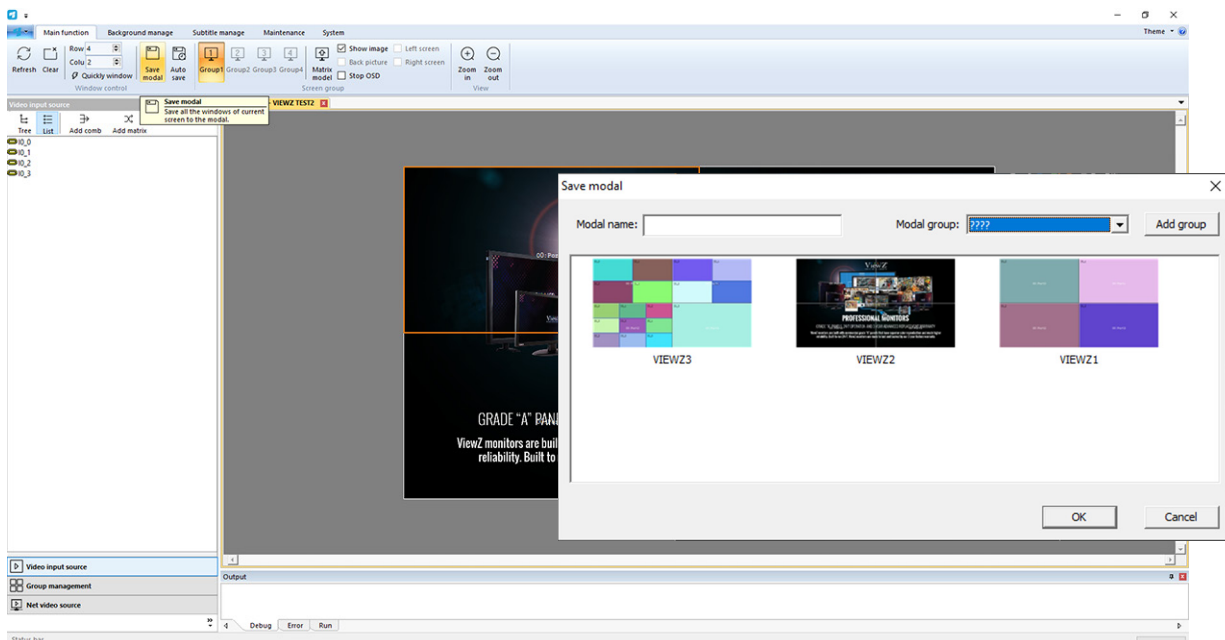 Main function Background manage Subtitle manage Maintenance System
Theme
Refresh Clear
Row 4
Colu 2
Quickly window
Window control
Save modal
Auto save
Group1 Group2 Group3 Group4
Matrix model
Show image Left screen
Back picture Right screen
Stop OSD
Screen group
Zoom in
Zoom out
View
Video input source
Save modal
Save all the windows of current
screen to the modal.
- VIEWZ TEST2
Tree List Add comb Add matrix
I0_0
I0_1
I0_2
I0_3
GRADE "A" PAN
ViewZ monitors are buil
reliability. Built to
Save modal
Modal name:
Modal group: ????
Add group
ViewZ
PROFESSIONAL MONITORS
VIEWZ3 VIEWZ2 VIEWZ1
OK Cancel
Video input source
Group management
Net video source
Output
Debug Error Run
Status bar